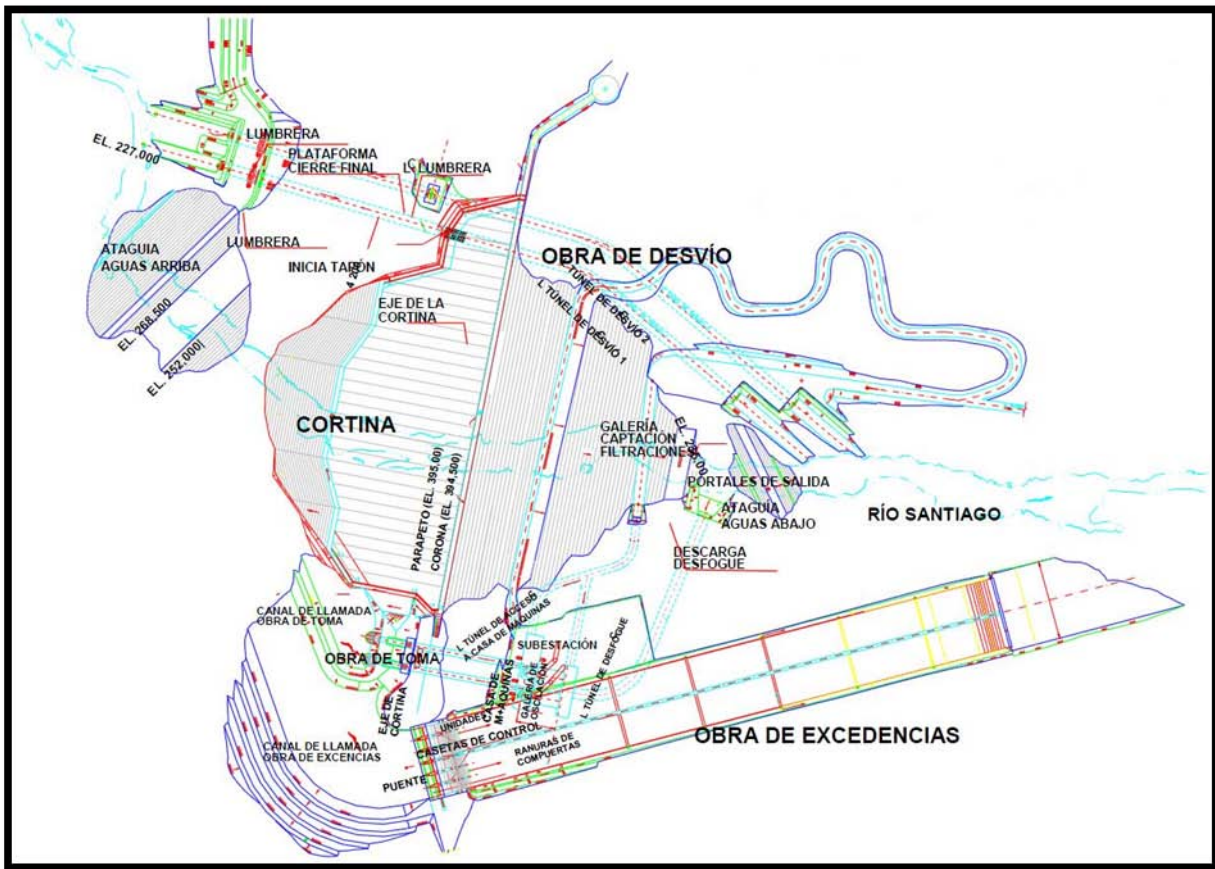 LUMBRERA
EL. 227,000
PLATAFORMA
CIERRE FINAL
LUMBRERA
ATAGUIA
AGUAS ARRIBA
LUMBRERA
INICIA TAPÓN
OBRA DE DESVÍO
L TÚNEL DE DESVÍO 2
L TÚNEL DE DESVÍO 1
EJE DE LA
CORTINA
EL. 268,500
EL. 252,000
CORTINA
GALERÍA
CAPTACIÓN
FILTRACIONES
PORTALES DE SALIDA
ATAGUÍA
AGUAS ABAJO
RÍO SANTIAGO
PARAPETO (EL. 395,00)
CORONA (EL. 394,500)
DESCARGA
DESFOGUE
CANAL DE LLAMADA
OBRA DE TOMA
L TÚNEL DE ACCESO
A CASA DE MAQUINAS
SUBESTACIÓN
L TÚNEL DE DESFOGUE
OBRA DE TOMA
CASA DE
M+AQUINAS
GALERIA DE
OSCILACIÓN
EJE DE
CORTINA
UNIDADES
CASETAS DE CONTROL
OBRA DE EXCEDENCIAS
CANAL DE LLAMADA
OBRA DE EXCENCIAS
RANURAS DE
COMPUERTAS
PUENTE